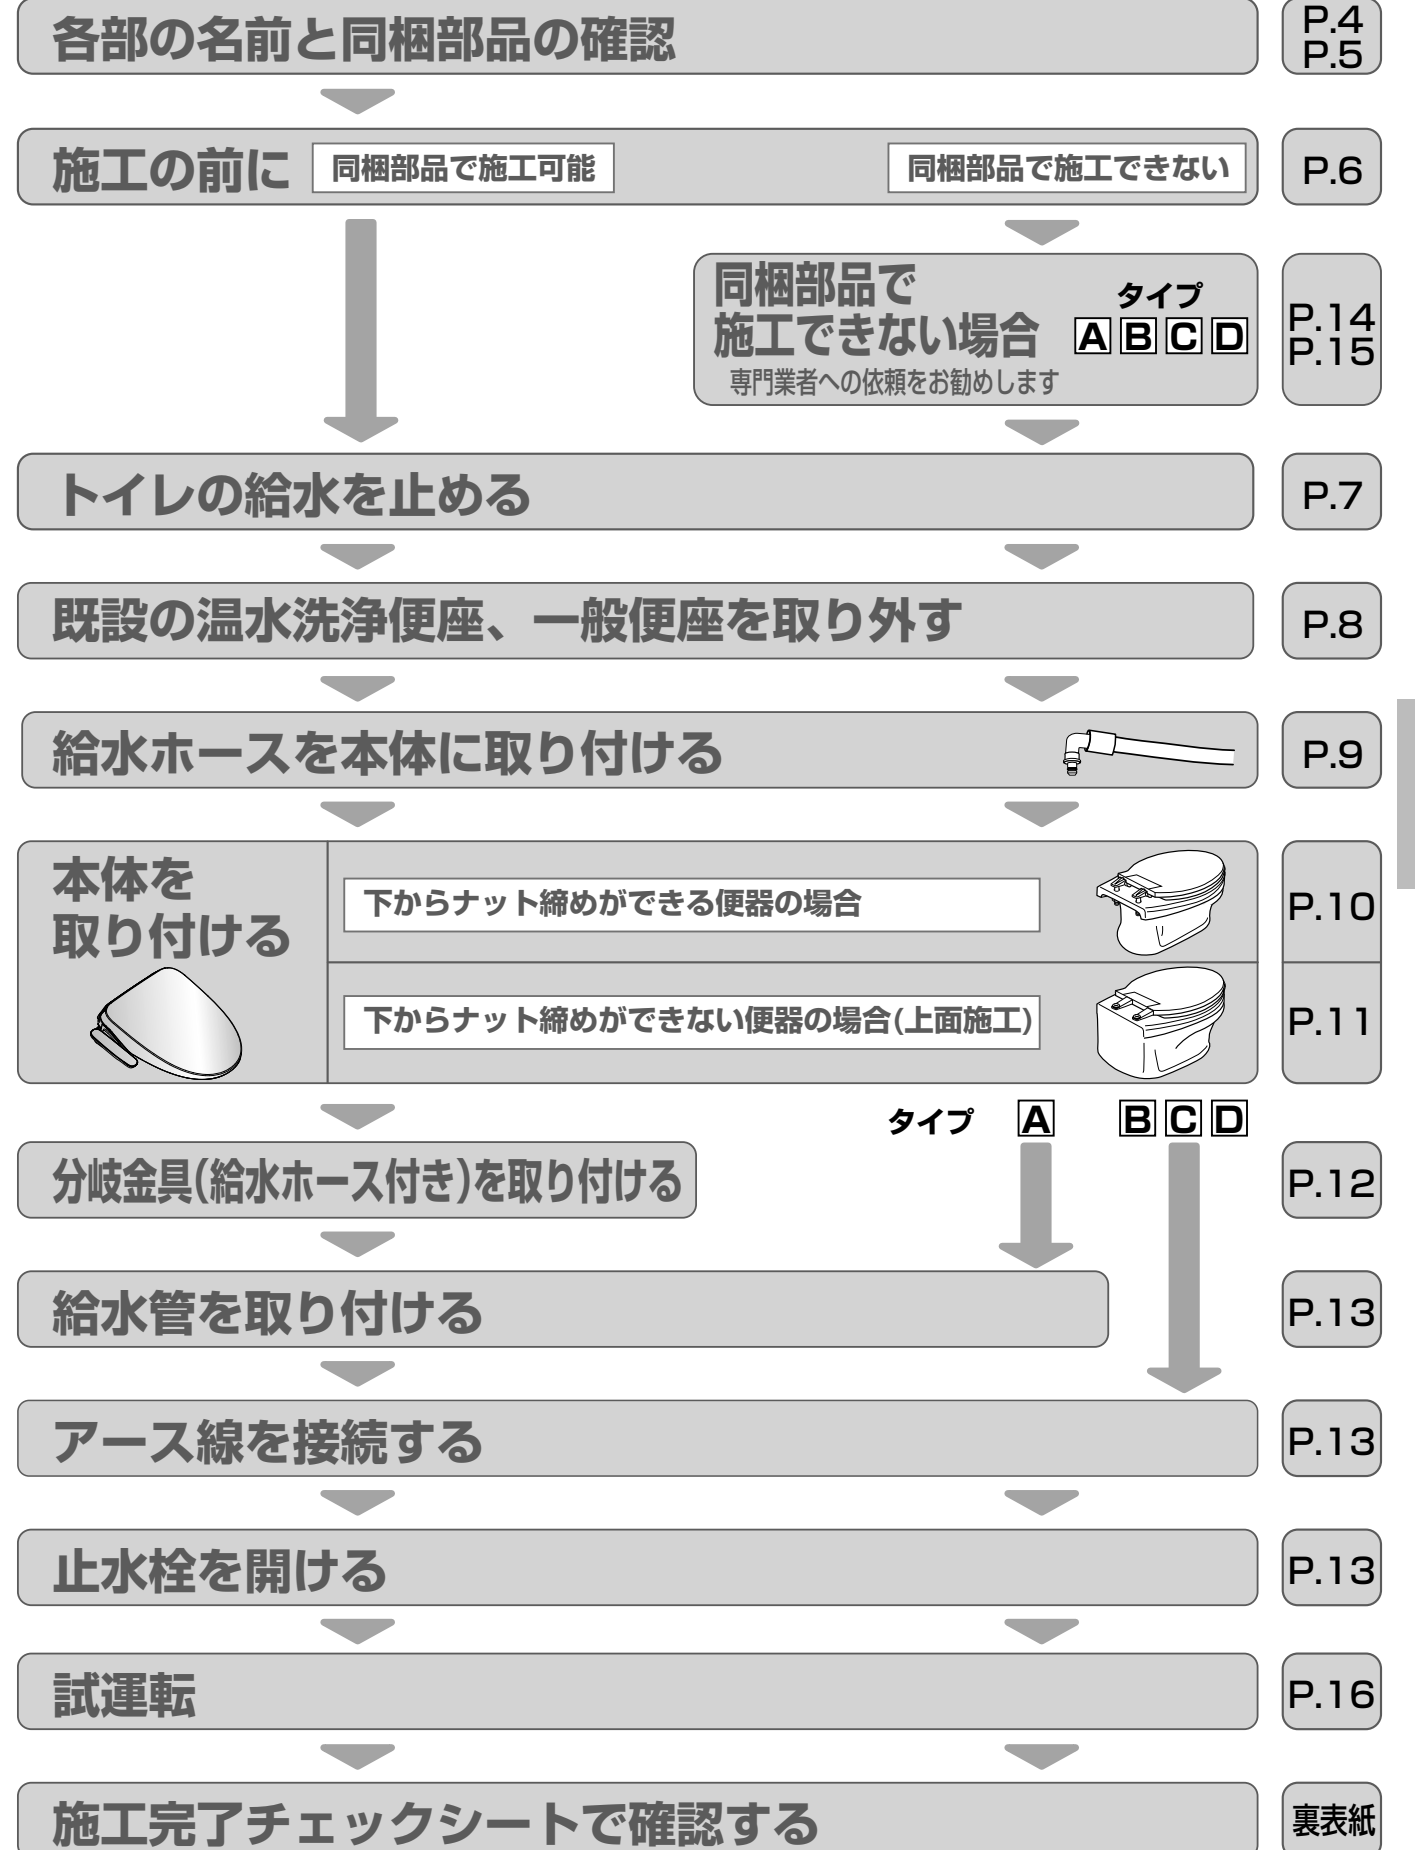 各部の名前と同梱部品の確認
P.4
P.5
施工の前に 同梱部品で施工可能 同梱部品で施工できない
P.6
同梱部品で
施工できない場合
専門業者への依頼をお勧めします
タイプ
A B C D
P.14
P.15
トイレの給水を止める
P.7
既設の温水洗浄便座、一般便座を取り外す
P.8
給水ホースを本体に取り付ける
P.9
本体を
取り付ける
下からナット締めができる便器の場合
P.10
下からナット締めができない便器の場合(上面施工)
P.11
タイプ A B C D
分岐金具(給水ホース付き)を取り付ける
P.12
給水管を取り付ける
P.13
アース線を接続する
P.13
止水栓を開ける
P.13
試運転
P.16
施工完了チェックシートで確認する
裏表紙